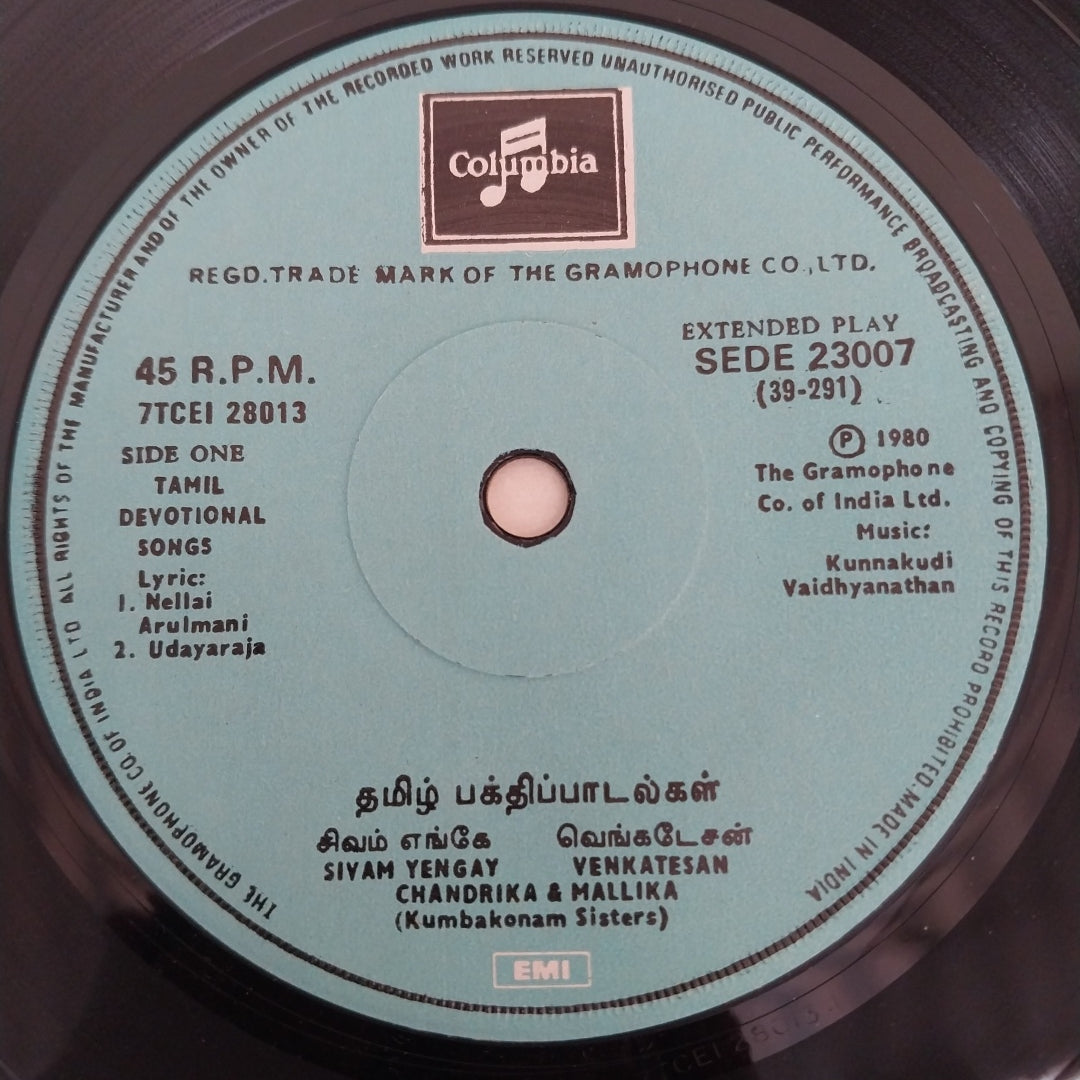 THE GRAMOPHONE CO. OF INDIA LTD ALL RIGHTS OF THE MANUFACTURER AND OF THE OWNER OF THE RECORDED WORK RESERVED UNAUTHORISED PUBLIC PERFORMANCE BROADCASTING AND COPYING OF THIS RECORD PROHIBITED. MADE IN INDIA
Columbia
REGD. TRADE MARK OF THE GRAMOPHONE CO., LTD.
45 R.P.M.
7TCEI 28013
SIDE ONE
TAMIL
DEVOTIONAL
SONGS
Lyric:
1. Nellai
Arulmani
2. Udayaraja
EXTENDED PLAY
SEDE 23007
(39-291)
Ⓟ 1980
The Gramophone
Co. of India Ltd.
Music:
Kunnakudi
Vaidhyanathan
தமிழ் பக்திப்பாடல்கள்
சிவம் எங்கே வெங்கடேசன்
SIVAM YENGAY VENKATESAN
CHANDRIKA & MALLIKA
(Kumbakonam Sisters)
EMI